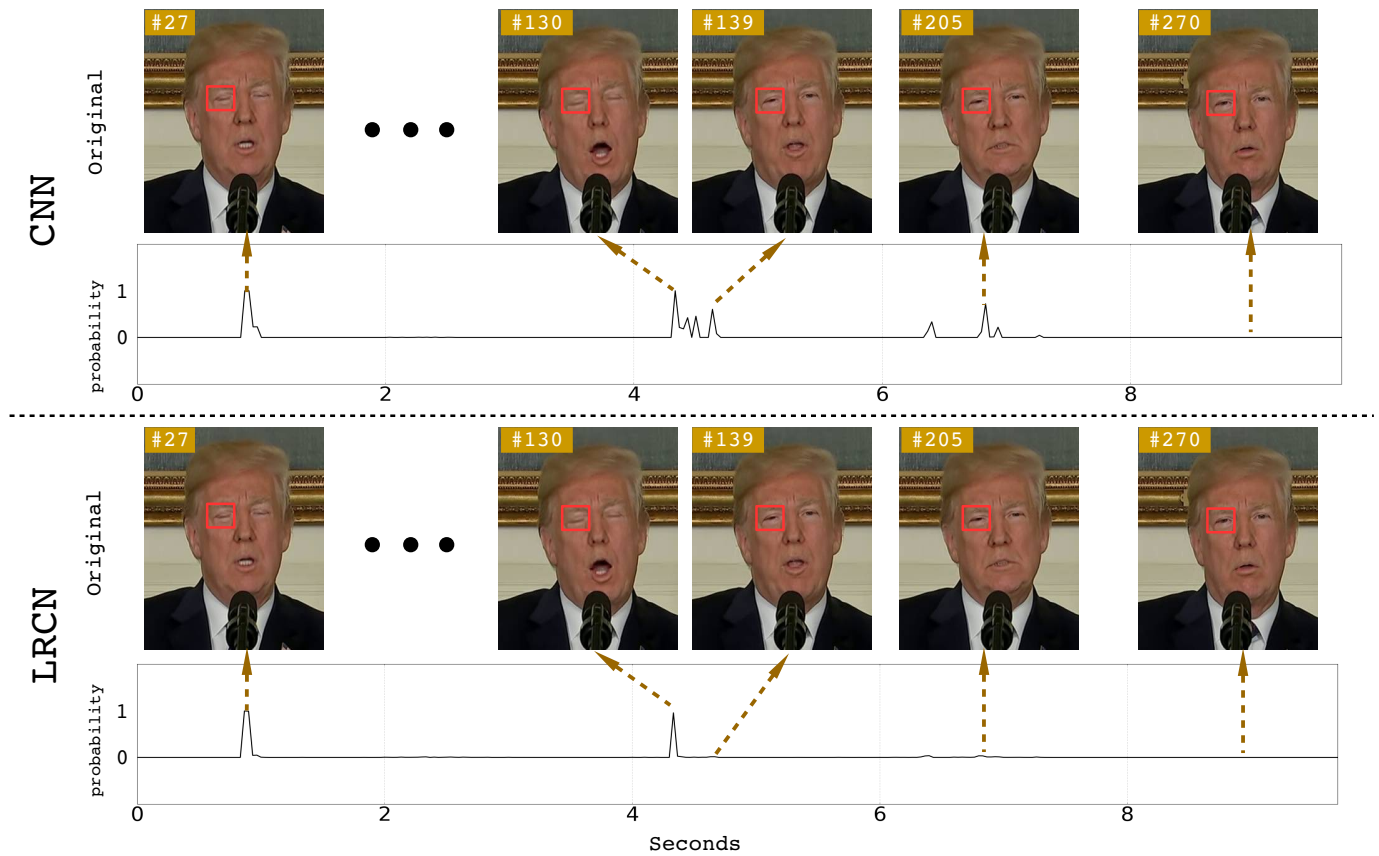 #27 #130 #139 #205 #270
Original
CNN
probability
1
0
0 2 4 6 8
#27 #130 #139 #205 #270
Original
LRCN
probability
1
0
0 2 4 6 8
Seconds